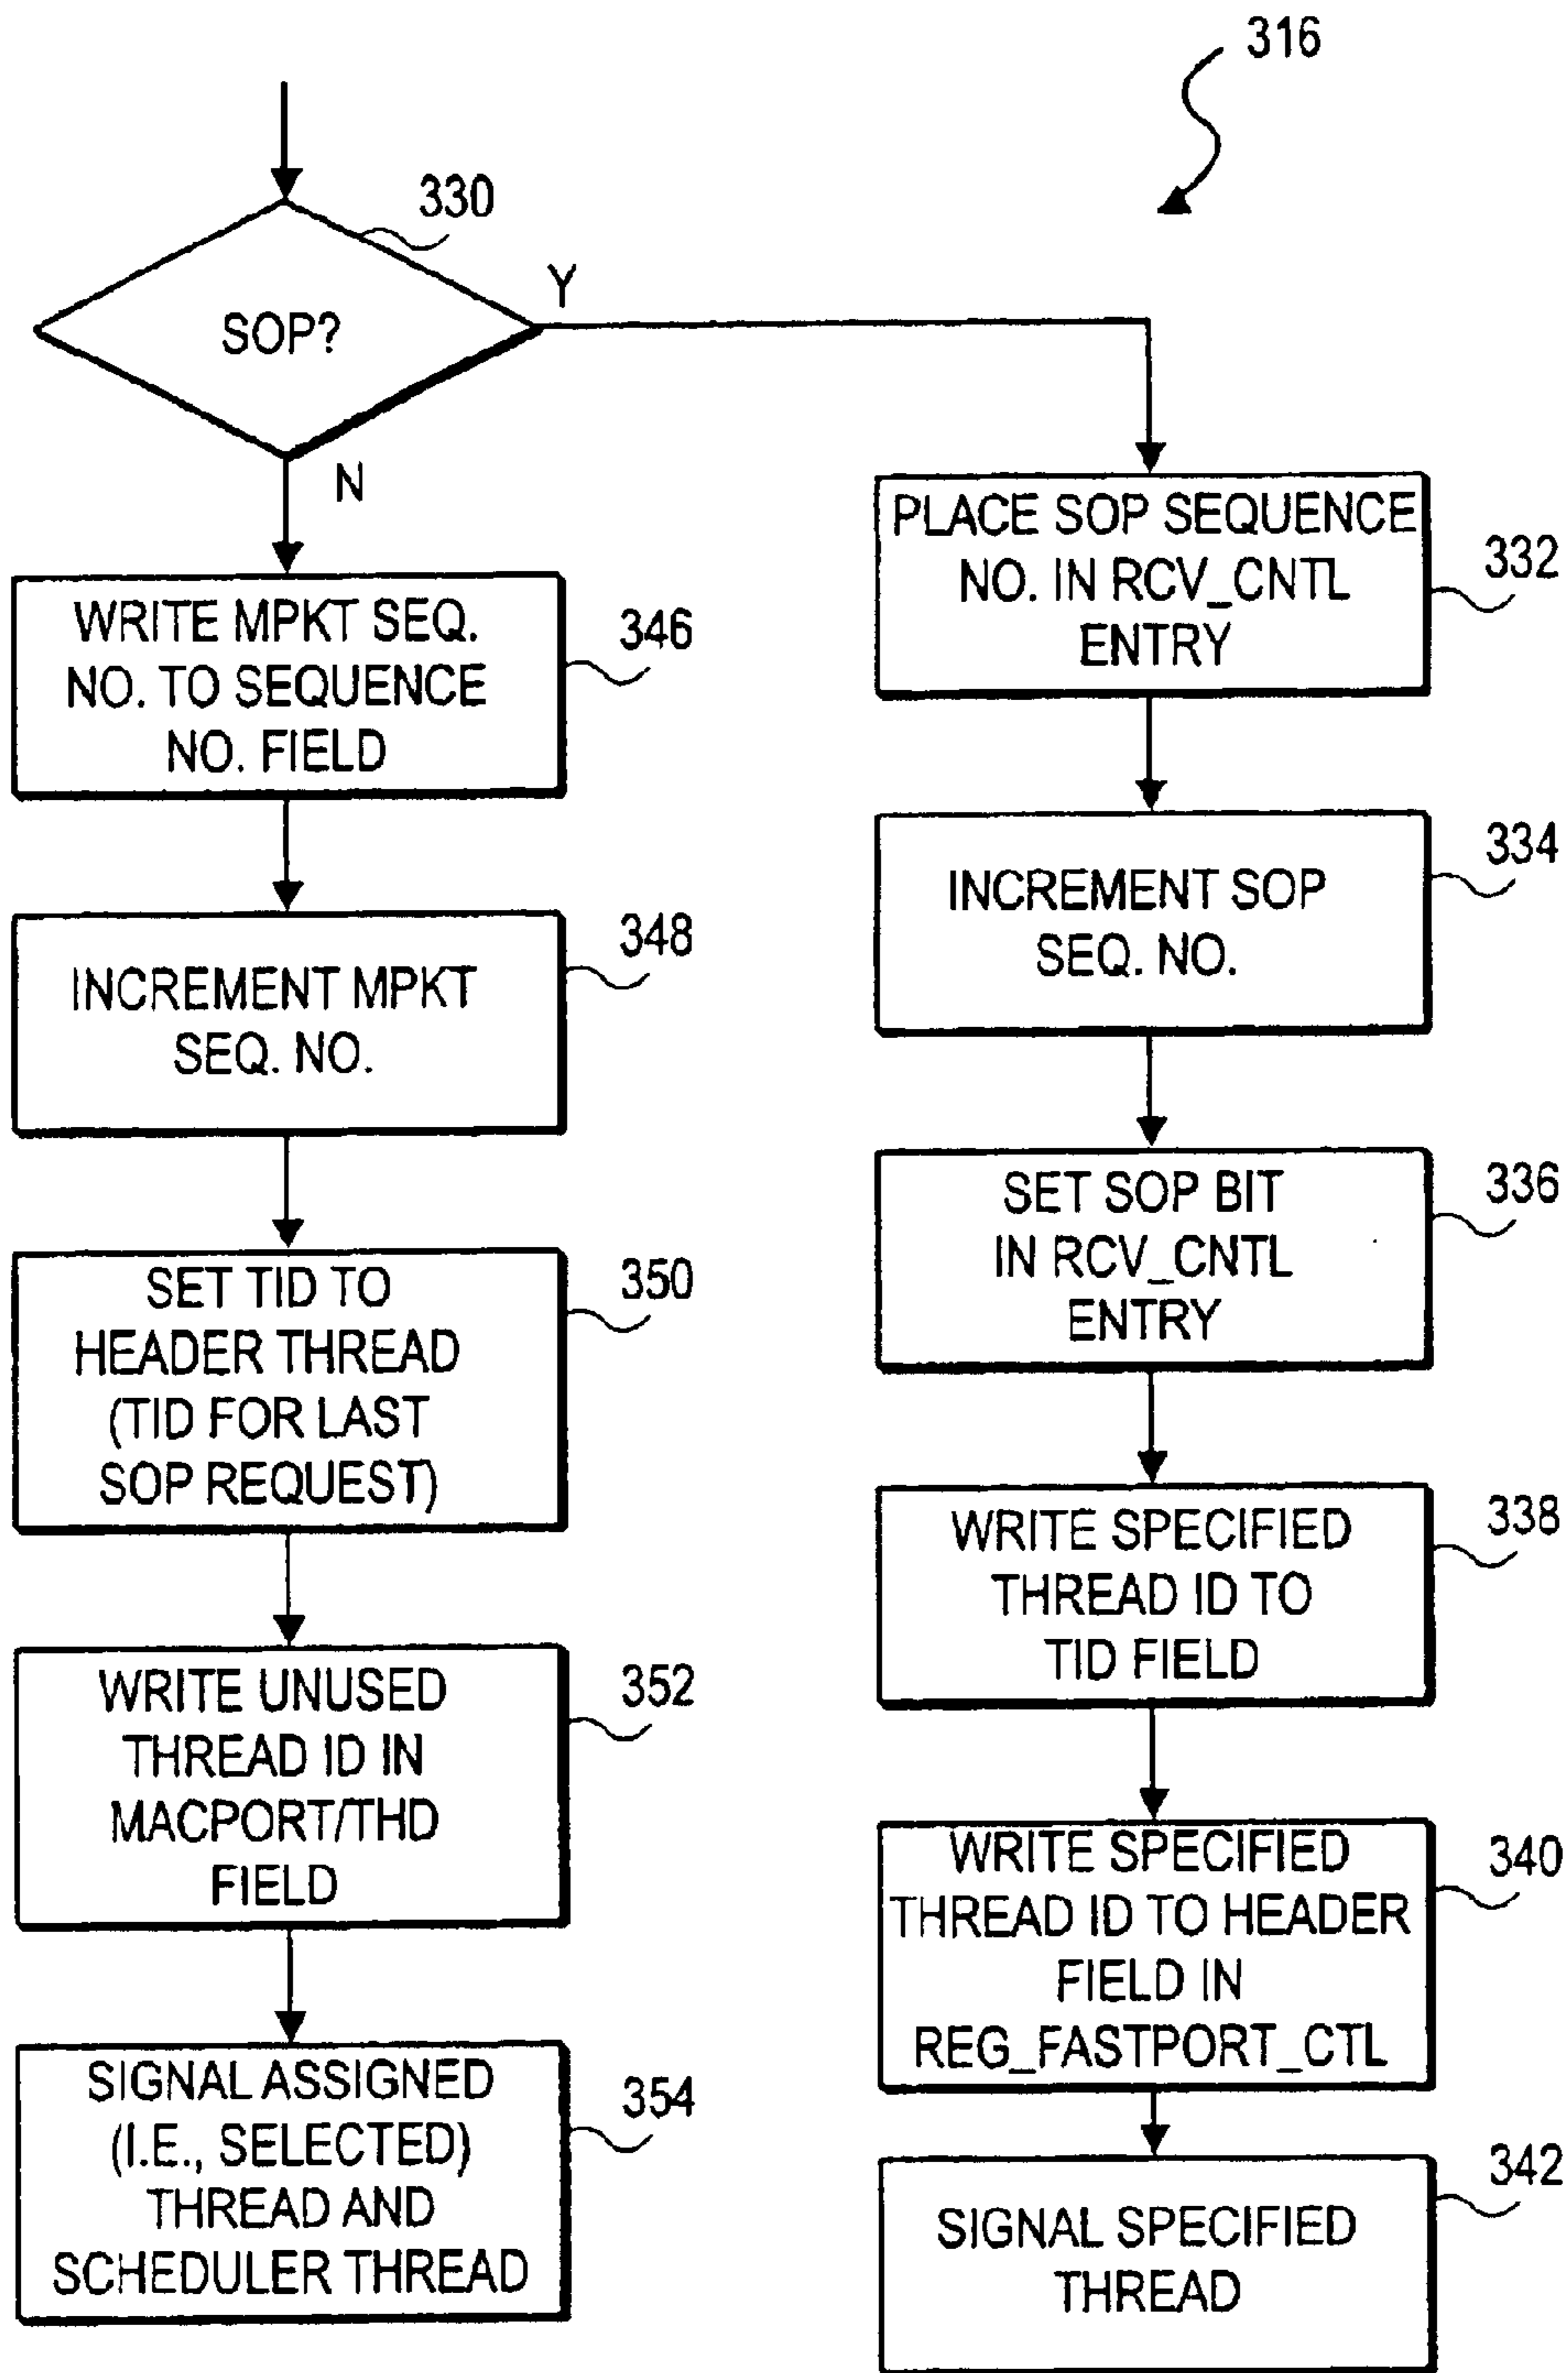 316
330
SOP?
Y
N
WRITE MPKT SEQ.
NO. TO SEQUENCE
NO. FIELD
346
INCREMENT MPKT
SEQ. NO.
348
SET TID TO
HEADER THREAD
(TID FOR LAST
SOP REQUEST)
350
WRITE UNUSED
THREAD ID IN
MACPORT/THD
FIELD
352
SIGNAL ASSIGNED
(I.E., SELECTED)
THREAD AND
SCHEDULER THREAD
354
PLACE SOP SEQUENCE
NO. IN RCV_CNTL
ENTRY
332
INCREMENT SOP
SEQ. NO.
334
SET SOP BIT
IN RCV_CNTL
ENTRY
336
WRITE SPECIFIED
THREAD ID TO
TID FIELD
338
WRITE SPECIFIED
THREAD ID TO HEADER
FIELD IN
REG_FASTPORT_CTL
340
SIGNAL SPECIFIED
THREAD
342